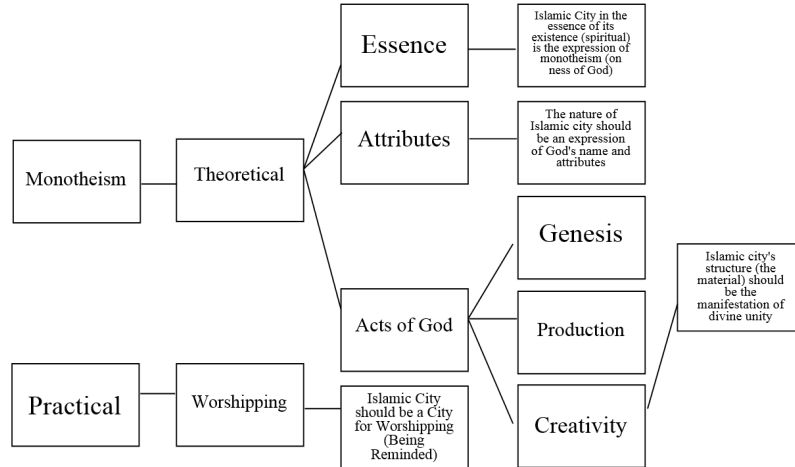 Essence
Islamic City in the
essence of its
existence (spiritual)
is the expression of
monotheism (on
ness of God)
Attributes
The nature of
Islamic city should
be an expression
of God's name and
attributes
Monotheism
Theoretical
Genesis
Islamic city's
structure (the
material) should
be the
manifestation of
divine unity
Acts of God
Production
Practical
Worshipping
Islamic City
should be a City
for Worshipping
(Being
Reminded)
Creativity